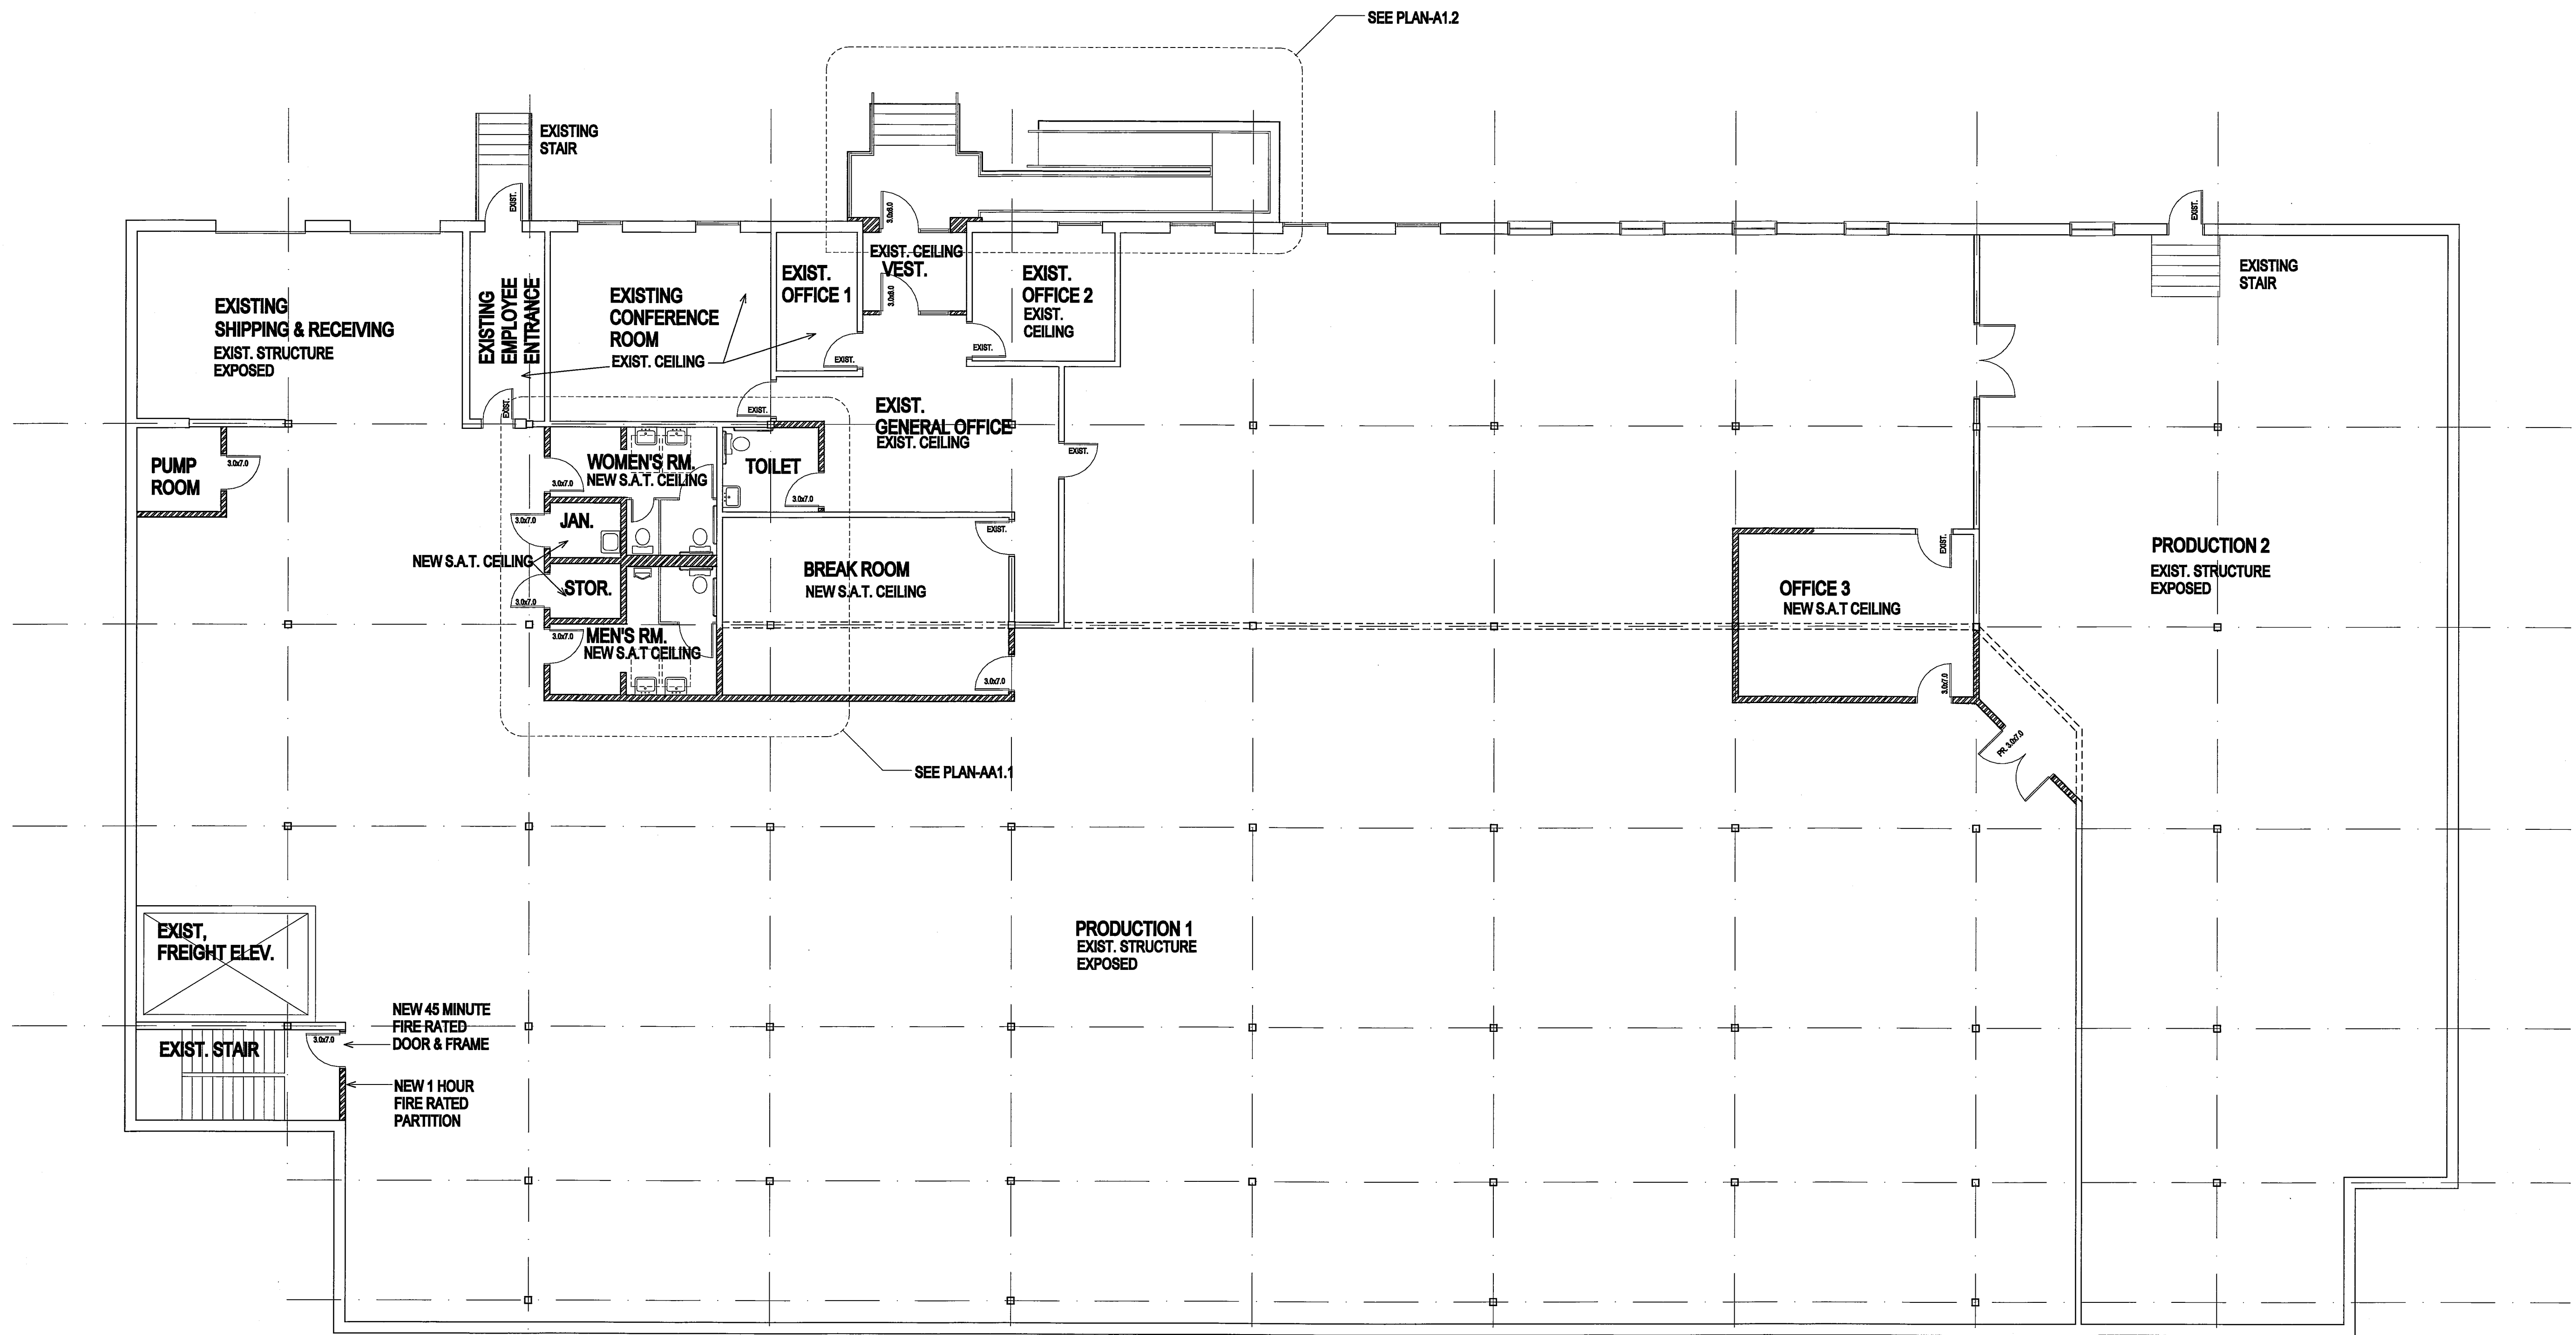 SEE PLAN-A1.2
EXISTING
STAIR
EXIST.
3.0x6.0
EXIST.
EXIST. CEILING
VEST.
3.0x6.0
EXIST.
OFFICE 1
EXIST.
EXIST.
OFFICE 2
EXIST.
CEILING
EXIST.
EXISTING
STAIR
EXISTING
SHIPPING & RECEIVING
EXIST. STRUCTURE
EXPOSED
EXISTING
EMPLOYEE
ENTRANCE
EXIST.
EXISTING
CONFERENCE
ROOM
EXIST. CEILING
EXIST.
EXIST.
GENERAL OFFICE
EXIST. CEILING
EXIST.
PUMP
ROOM
3.0x7.0
WOMEN'S RM.
NEW S.A.T. CEILING
3.0x7.0
TOILET
3.0x7.0
JAN.
3.0x7.0
NEW S.A.T. CEILING
STOR.
3.0x7.0
MEN'S RM.
NEW S.A.T CEILING
3.0x7.0
EXIST.
BREAK ROOM
NEW S.A.T. CEILING
3.0x7.0
EXIST.
OFFICE 3
NEW S.A.T CEILING
3.0x7.0
PRODUCTION 2
EXIST. STRUCTURE
EXPOSED
PR. 3.0x7.0
SEE PLAN-AA1.1
EXIST,
FREIGHT ELEV.
PRODUCTION 1
EXIST. STRUCTURE
EXPOSED
NEW 45 MINUTE
FIRE RATED
DOOR & FRAME
3.0x7.0
EXIST. STAIR
NEW 1 HOUR
FIRE RATED
PARTITION